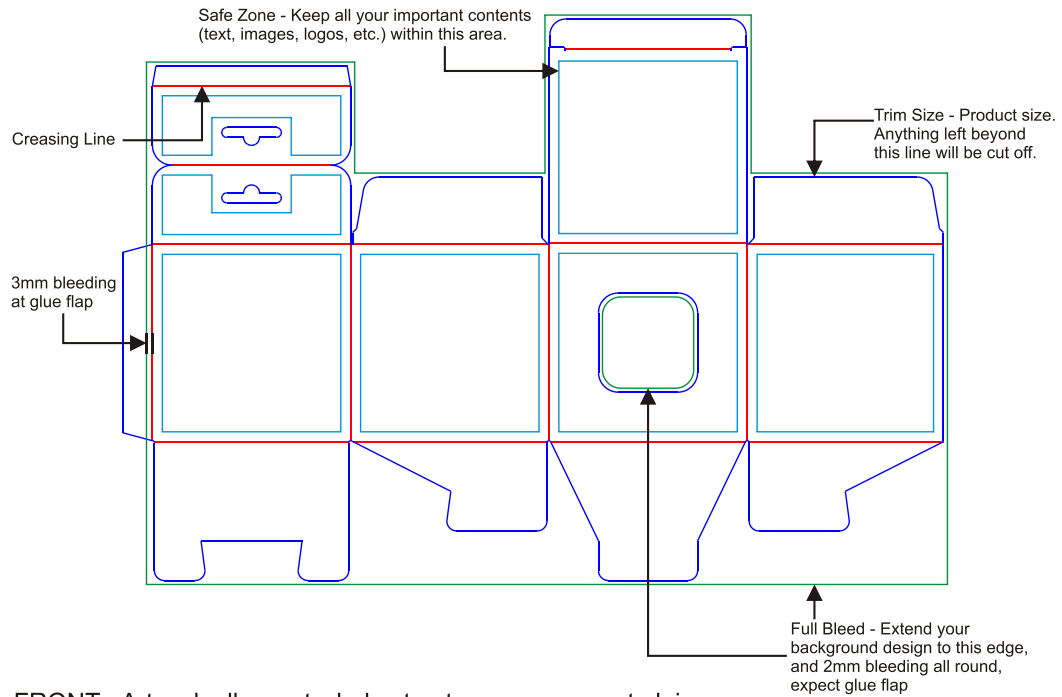 Safe Zone - Keep all your important contents
(text, images, logos, etc.) within this area.
Creasing Line
Trim Size - Product size.
Anything left beyond
this line will be cut off.
3mm bleeding
at glue flap
Full Bleed - Extend your
background design to this edge,
and 2mm bleeding all round,
expect glue flap
FRONT